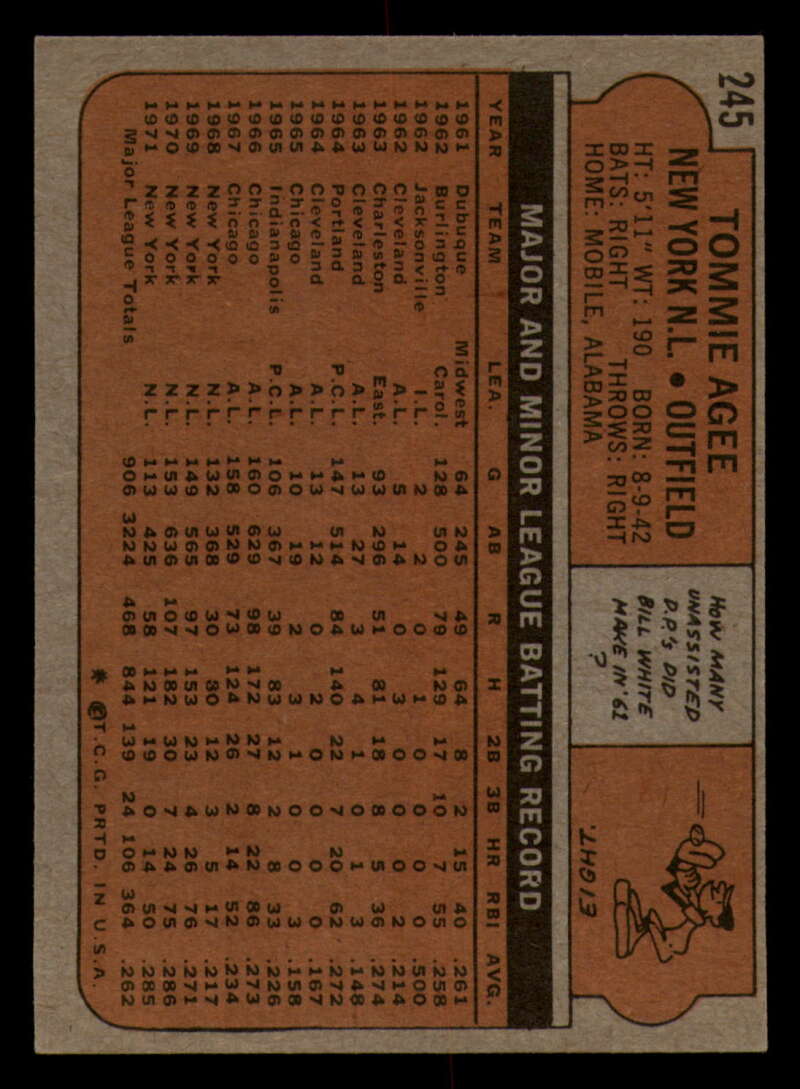 245
TOMMIE AGEE
NEW YORK N.L. • OUTFIELD
HT: 5'11" WT: 190 BORN: 8-9-42
BATS: RIGHT THROWS: RIGHT
HOME: MOBILE, ALABAMA
HOW MANY
UNASSISTED
D.P.'S DID
BILL WHITE
MAKE IN '61
?
EIGHT.
MAJOR AND MINOR LEAGUE BATTING RECORD
YEAR TEAM LEA. G AB R H 2B 3B HR RBI AVG.
1961 Dubuque Midwest 64 245 49 64 8 2 15 40 .261
1962 Burlington Carol. 128 500 79 129 17 10 7 55 .258
1962 Jacksonville I.L. 2 2 0 1 0 0 0 0 .500
1962 Cleveland A.L. 5 14 0 3 0 0 0 2 .214
1963 Charleston East. 93 296 51 81 18 8 5 36 .274
1963 Cleveland A.L. 13 27 3 4 1 0 1 3 .148
1964 Portland P.C.L. 147 514 84 140 22 7 20 62 .272
1964 Cleveland A.L. 13 12 0 2 0 0 0 0 .167
1965 Chicago A.L. 10 19 2 3 1 0 0 3 .158
1965 Indianapolis P.C.L. 106 367 39 83 12 2 8 33 .226
1966 Chicago A.L. 160 629 98 172 27 8 22 86 .273
1967 Chicago A.L. 158 529 73 124 26 2 14 52 .234
1968 New York N.L. 132 368 30 80 12 3 5 17 .217
1969 New York N.L. 149 565 97 153 23 4 26 76 .271
1970 New York N.L. 153 636 107 182 30 7 24 75 .286
1971 New York N.L. 113 425 58 121 19 0 14 50 .285
Major League Totals 906 3224 468 844 139 24 106 364 .262
* © T.C.G. PRTD. IN U.S.A.